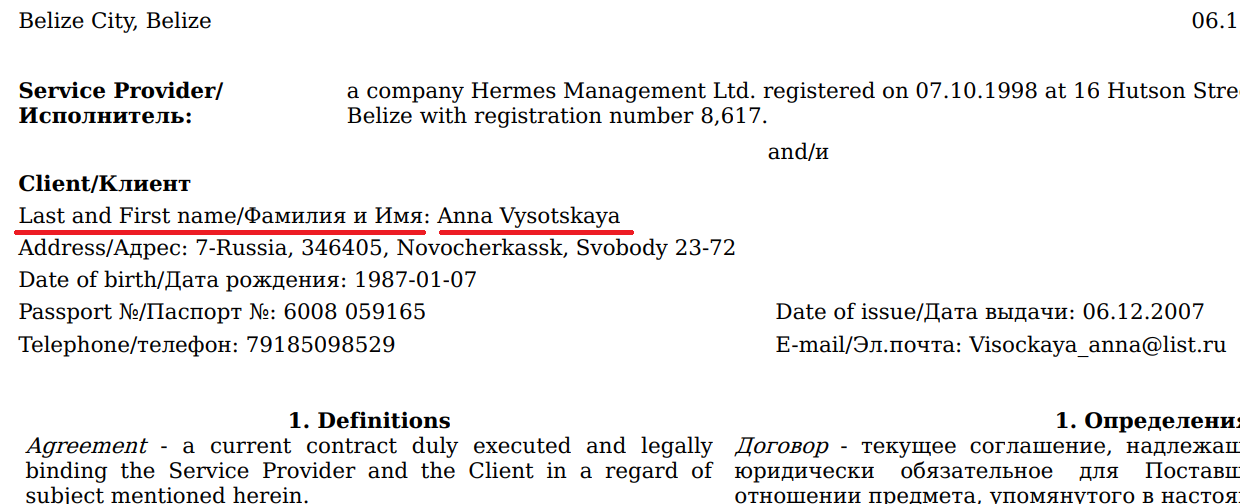 Belize City, Belize 06.1
Service Provider/ a company Hermes Management Ltd. registered on 07.10.1998 at 16 Hutson Stre
Исполнитель: Belize with registration number 8,617.
and/и
Client/Клиент
Last and First name/Фамилия и Имя: Anna Vysotskaya
Address/Адрес: 7-Russia, 346405, Novocherkassk, Svobody 23-72
Date of birth/Дата рождения: 1987-01-07
Passport №/Паспорт №: 6008 059165 Date of issue/Дата выдачи: 06.12.2007
Telephone/телефон: 79185098529 E-mail/Эл.почта: Visockaya_anna@list.ru
1. Definitions
Agreement - a current contract duly executed and legally
binding the Service Provider and the Client in a regard of
subject mentioned herein.
1. Определения
Договор - текущее соглашение, надлежащ
юридически обязательное для Поставщ
отношении предмета, упомянутого в настоя